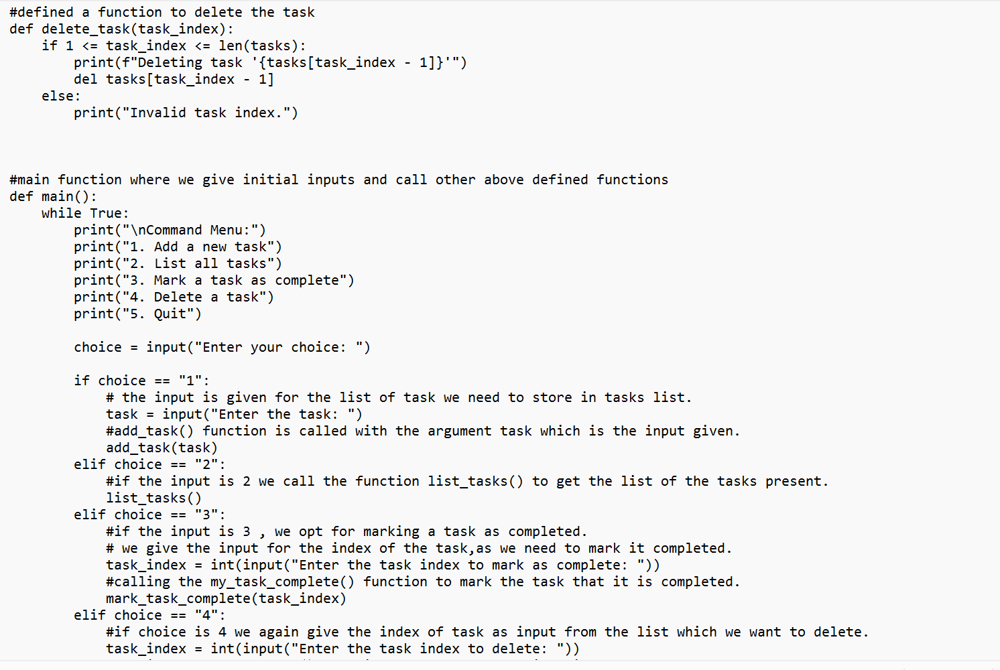 #defined a function to delete the task
def delete_task(task_index):
    if 1 <= task_index <= len(tasks):
        print(f"Deleting task '{tasks[task_index - 1]}'")
        del tasks[task_index - 1]
    else:
        print("Invalid task index.")
#main function where we give initial inputs and call other above defined functions
def main():
    while True:
        print("\nCommand Menu:")
        print("1. Add a new task")
        print("2. List all tasks")
        print("3. Mark a task as complete")
        print("4. Delete a task")
        print("5. Quit")
        choice = input("Enter your choice: ")
        if choice == "1":
            # the input is given for the list of task we need to store in tasks list.
            task = input("Enter the task: ")
            #add_task() function is called with the argument task which is the input given.
            add_task(task)
        elif choice == "2":
            #if the input is 2 we call the function list_tasks() to get the list of the tasks present.
            list_tasks()
        elif choice == "3":
            #if the input is 3 , we opt for marking a task as completed.
            # we give the input for the index of the task,as we need to mark it completed.
            task_index = int(input("Enter the task index to mark as complete: "))
            #calling the my_task_complete() function to mark the task that it is completed.
            mark_task_complete(task_index)
        elif choice == "4":
            #if choice is 4 we again give the index of task as input from the list which we want to delete.
            task_index = int(input("Enter the task index to delete: "))